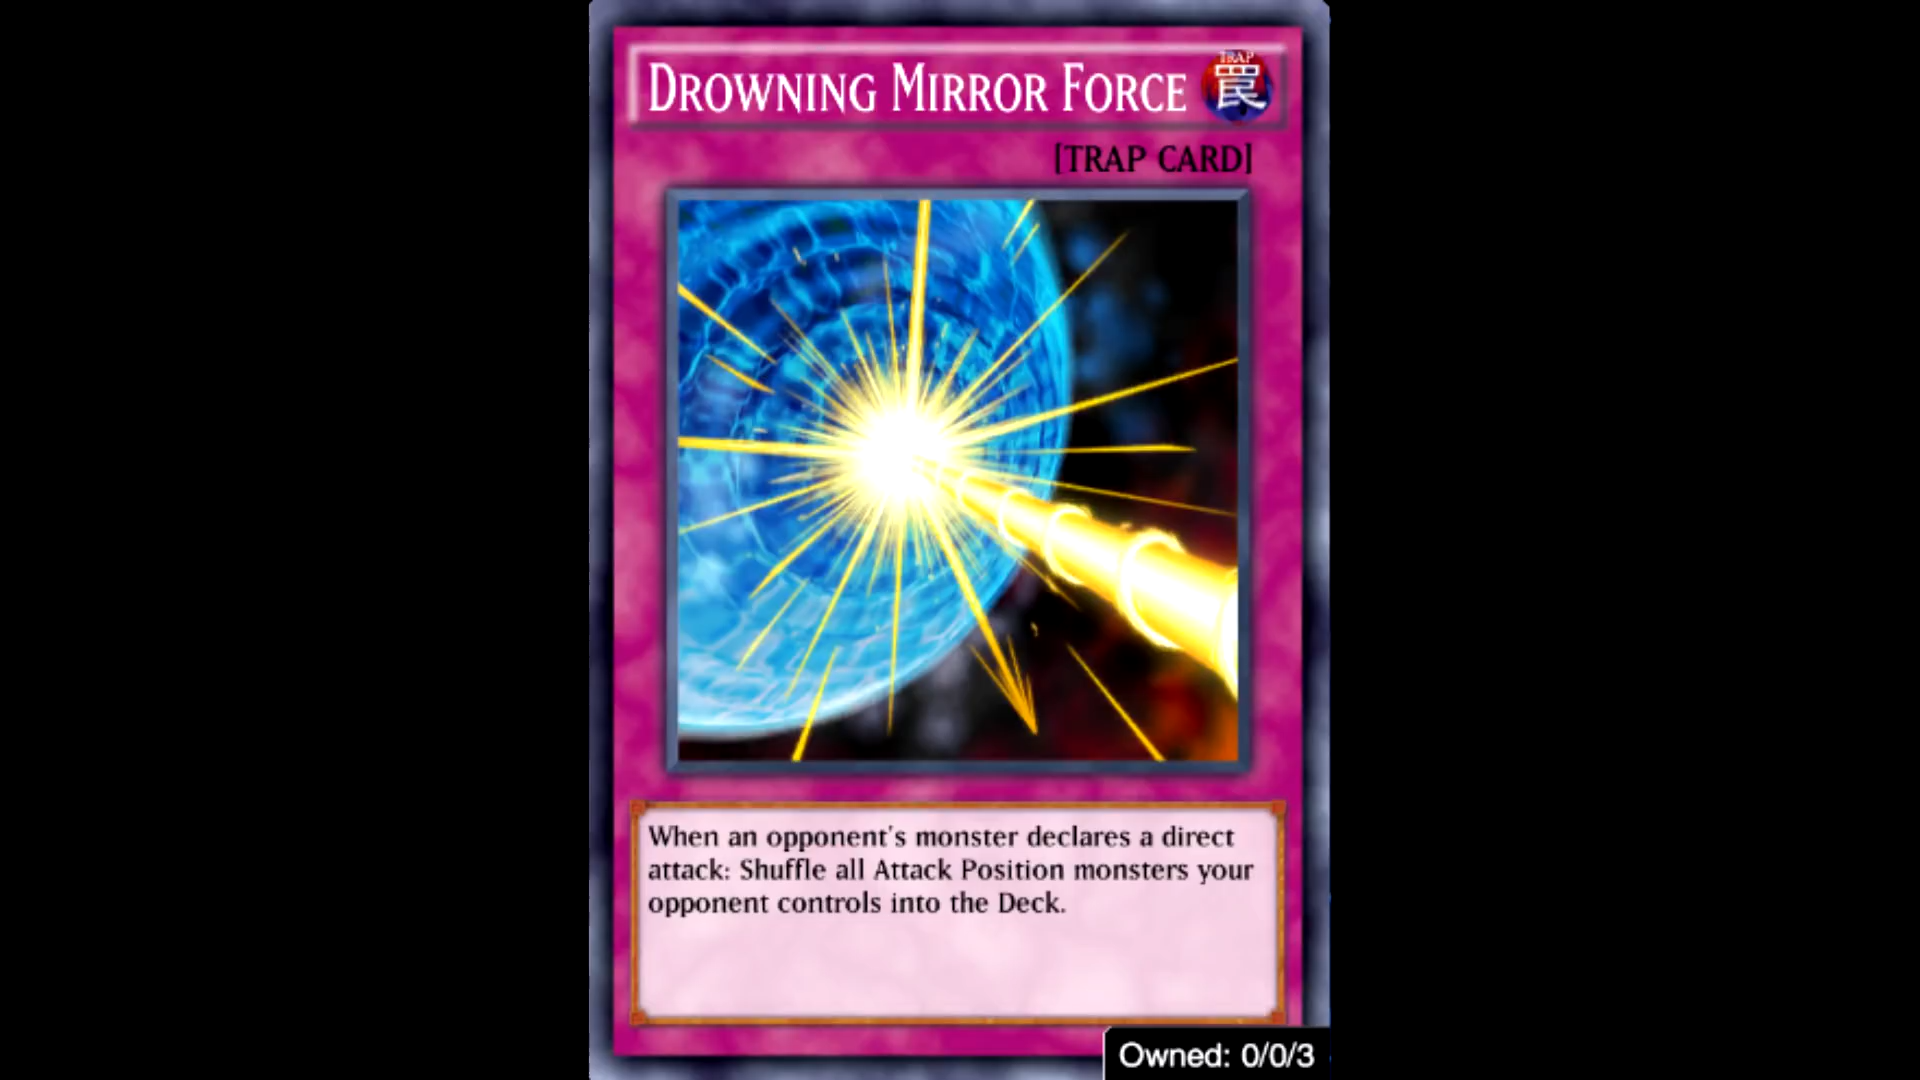 DROWNING MIRROR FORCE
TRAP
罠
[TRAP CARD]
When an opponent's monster declares a direct
attack: Shuffle all Attack Position monsters your
opponent controls into the Deck.
Owned: 0/0/3